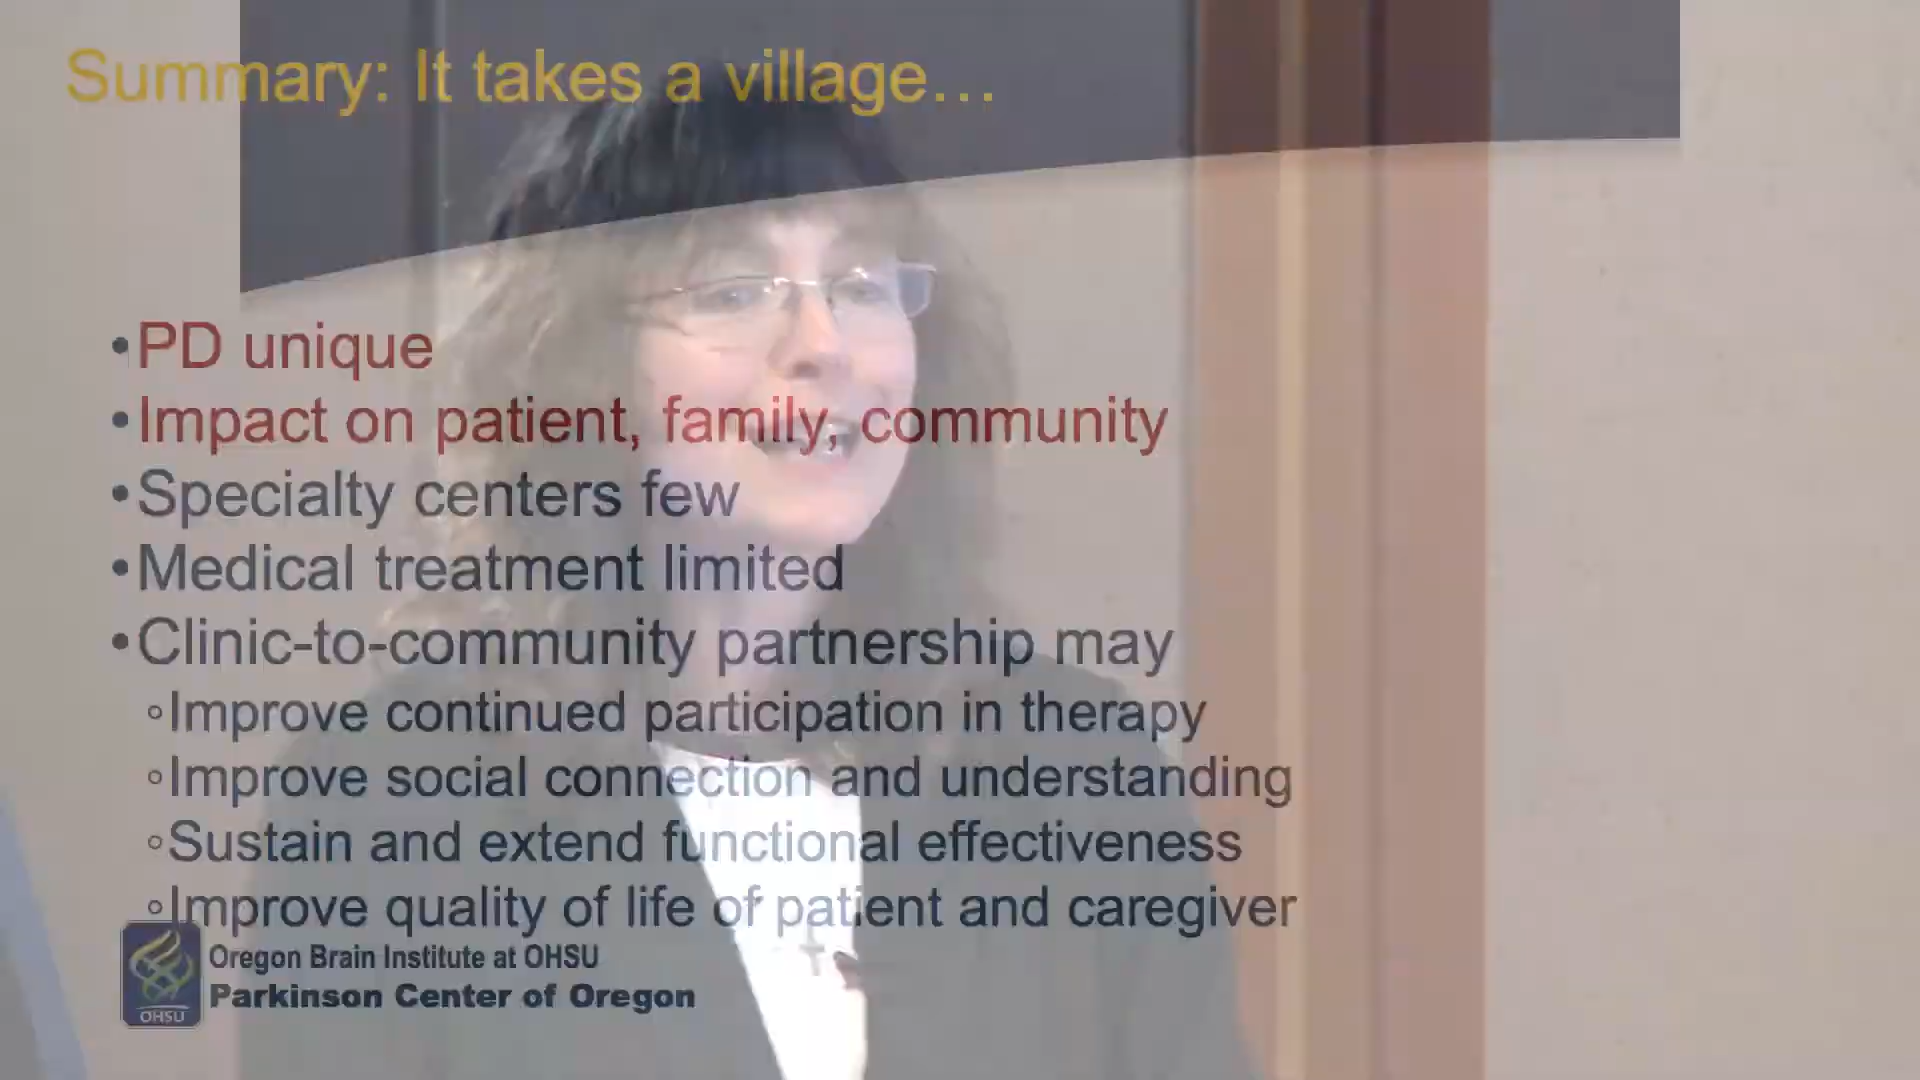 Summary: It takes a village…
•PD unique
•Impact on patient, family, community
•Specialty centers few
•Medical treatment limited
•Clinic-to-community partnership may
◦Improve continued participation in therapy
◦Improve social connection and understanding
◦Sustain and extend functional effectiveness
◦Improve quality of life of patient and caregiver
Oregon Brain Institute at OHSU
Parkinson Center of Oregon
OHSU